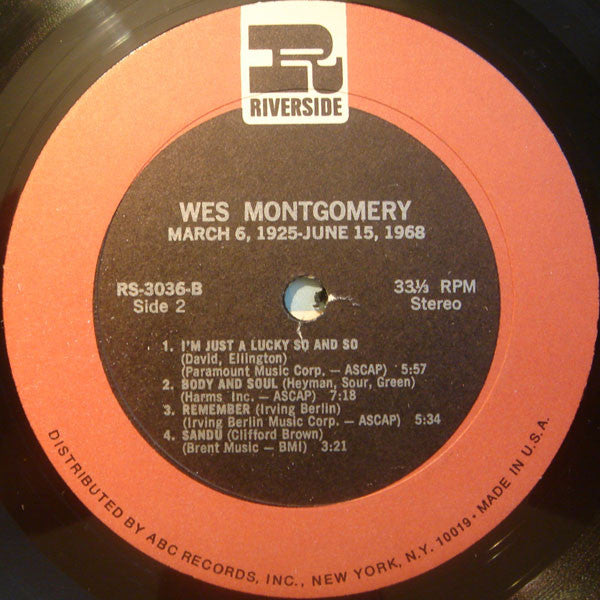 R
RIVERSIDE
WES MONTGOMERY
MARCH 6, 1925-JUNE 15, 1968
RS-3036-B
Side 2
33⅓ RPM
Stereo
1. I'M JUST A LUCKY SO AND SO
(David, Ellington)
(Paramount Music Corp. — ASCAP) 5:57
2. BODY AND SOUL (Heyman, Sour, Green)
(Harms Inc. — ASCAP) 7:18
3. REMEMBER (Irving Berlin)
(Irving Berlin Music Corp. — ASCAP) 5:34
4. SANDU (Clifford Brown)
(Brent Music — BMI) 3:21
DISTRIBUTED BY ABC RECORDS, INC., NEW YORK, N.Y. 10019 • MADE IN U.S.A.